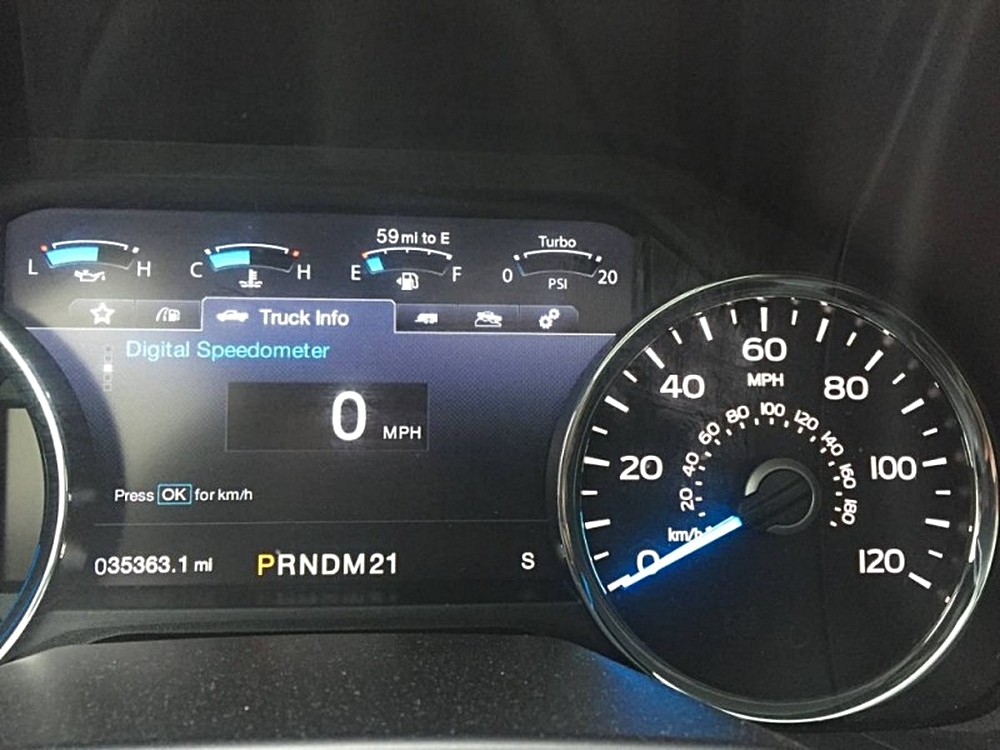 59 mi to E
Turbo
L H
C H
E F
0 20
PSI
Truck Info
Digital Speedometer
0 MPH
Press OK for km/h
035363.1 mi
PRNDM21
S
0
20
40
60
80
100
120
MPH
km/h
20
40
60
80
100
120
140
160
180